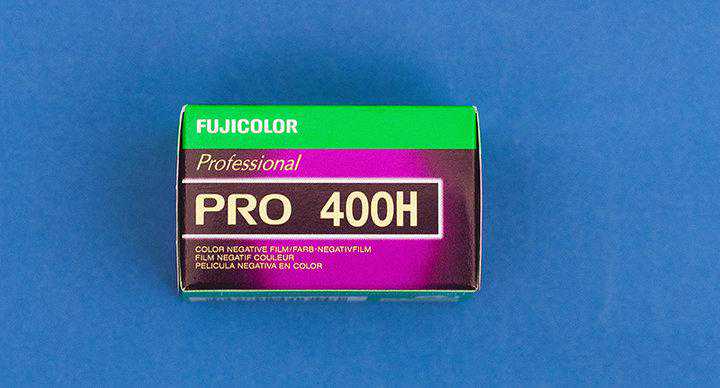 FUJICOLOR
Professional
PRO 400H
COLOR NEGATIVE FILM/FARB-NEGATIVFILM
FILM NEGATIF COULEUR
PELICULA NEGATIVA EN COLOR